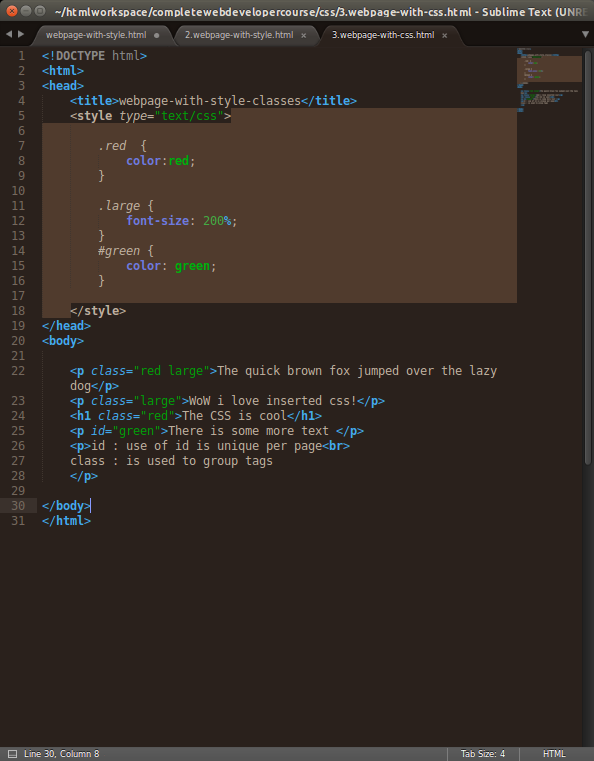 ~/htmlworkspace/completewebdevelopercourse/css/3.webpage-with-css.html - Sublime Text (UNRE
webpage-with-style.html 2.webpage-with-style.html × 3.webpage-with-css.html ×
1 <!DOCTYPE html>
2 <html>
3 <head>
4 <title>webpage-with-style-classes</title>
5 <style type="text/css">
6
7 .red  {
8 color:red;
9 }
10
11 .large {
12 font-size: 200%;
13 }
14 #green {
15 color: green;
16 }
17
18 </style>
19 </head>
20 <body>
21
22 <p class="red large">The quick brown fox jumped over the lazy
dog</p>
23 <p class="large">WoW i love inserted css!</p>
24 <h1 class="red">The CSS is cool</h1>
25 <p id="green">There is some more text </p>
26 <p>id : use of id is unique per page<br>
27 class : is used to group tags
28 </p>
29
30 </body>
31 </html>
Line 30, Column 8 Tab Size: 4 HTML